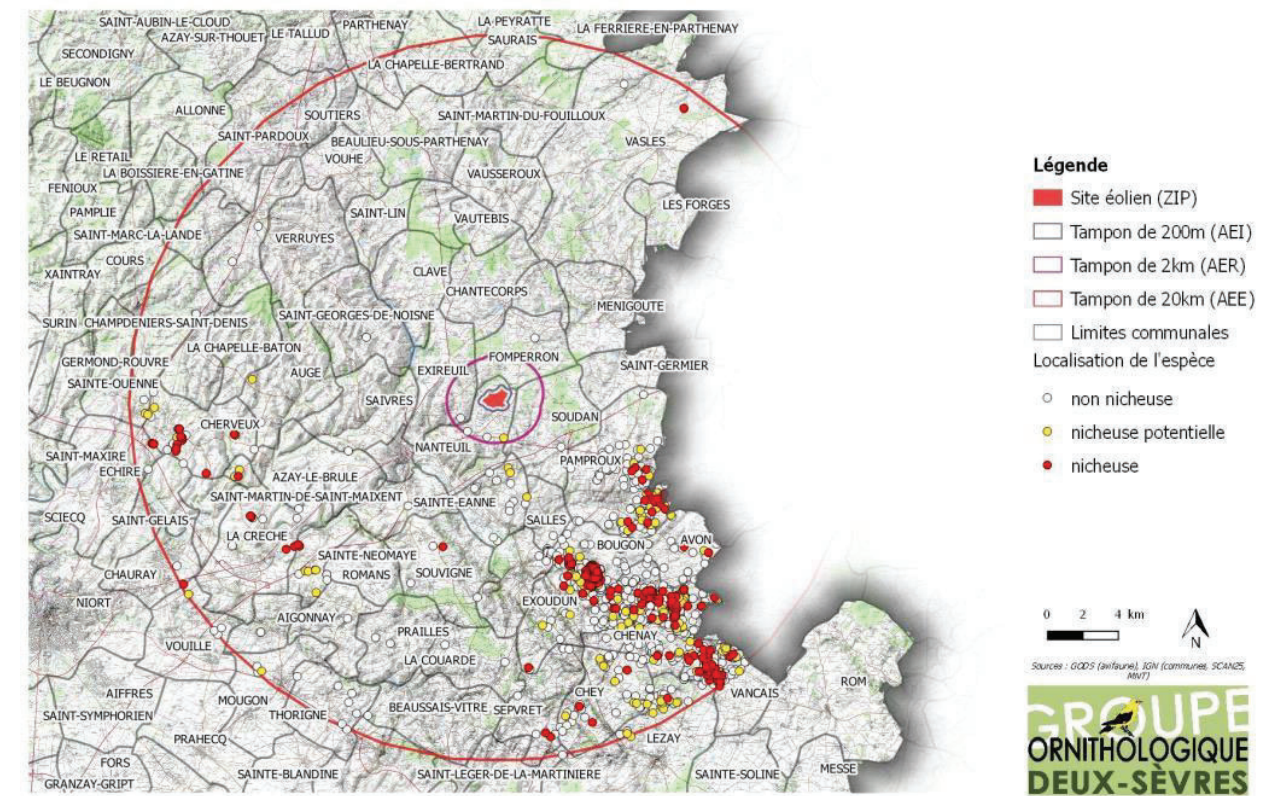 SAINT-AUBIN-LE-CLOUD
PARTHENAY
LA-PEYRATTE
LA FERRIERE-EN-PARTHENAY
AZAY-SUR-THOUET
LE TALLUD
SAURAIS
SECONDIGNY
LA CHAPELLE-BERTRAND
LE BEUGNON
ALLONNE
SOUTIERS
SAINT-MARTIN-DU-FOUILLOUX
SAINT-PARDOUX
BEAULIEU-SOUS-PARTHENAY
VASLES
LE RETAIL
VOUHE
LA BOISSIERE-EN-GATINE
VAUSSEROUX
FENIOUX
PAMPLIE
SAINT-LIN
VAUTEBIS
LES FORGES
SAINT-MARC-LA-LANDE
VERRUYES
COURS
XAINTRAY
CLAVE
CHANTECORPS
MENIGOUTE
SURIN
CHAMPDENIERS-SAINT-DENIS
SAINT-GEORGES-DE-NOISNE
LA CHAPELLE-BATON
GERMOND-ROUVRE
FOMPERRON
SAINT-GERMIER
AUGE
EXIREUIL
SAINTE-OUENNE
SAIVRES
SOUDAN
CHERVEUX
NANTEUIL
SAINT-MAXIRE
PAMPROUX
ECHIRE
AZAY-LE-BRULE
SAINT-MARTIN-DE-SAINT-MAIXENT
SAINTE-EANNE
SCIECQ
SAINT-GELAIS
SALLES
LA CRECHE
BOUGON
AVON
SAINTE-NEOMAYE
CHAURAY
ROMANS
SOUVIGNE
NIORT
EXOUDUN
AIGONNAY
PRAILLES
CHENAY
VOUILLE
LA COUARDE
ROM
AIFFRES
CHEY
VANCAIS
MOUGON
BEAUSSAIS-VITRE
SEPVRET
SAINT-SYMPHORIEN
THORIGNE
PRAHECQ
LEZAY
FORS
SAINTE-BLANDINE
SAINT-LEGER-DE-LA-MARTINIERE
SAINTE-SOLINE
MESSE
GRANZAY-GRIPT
Légende
Site éolien (ZIP)
Tampon de 200m (AEI)
Tampon de 2km (AER)
Tampon de 20km (AEE)
Limites communales
Localisation de l'espèce
non nicheuse
nicheuse potentielle
nicheuse
0 2 4 km
N
Sources : GODS (avifaune), IGN (communes, SCAN25,
MNT)
GROUPE
ORNITHOLOGIQUE
DEUX-SÈVRES